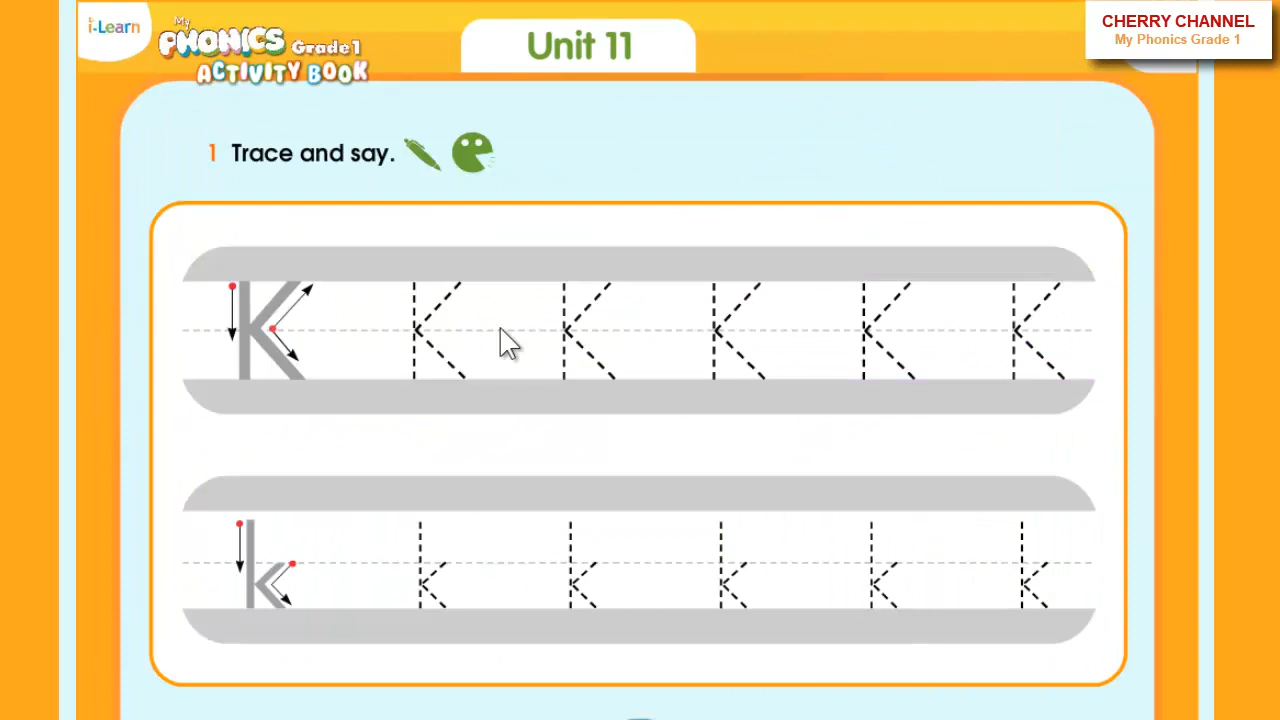 i-Learn
My
PHONICS Grade 1
ACTIVITY BOOK
Unit 11
CHERRY CHANNEL
My Phonics Grade 1
1 Trace and say.
K K K K K K
k k k k k k